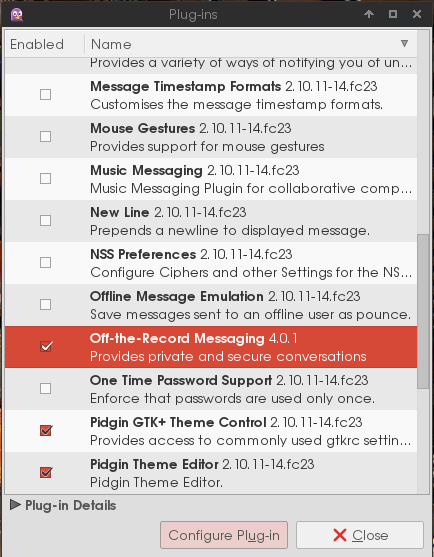 Plug-ins
Enabled Name
Provides a variety of ways of notifying you of un...
Message Timestamp Formats 2.10.11-14.fc23
Customises the message timestamp formats.
Mouse Gestures 2.10.11-14.fc23
Provides support for mouse gestures
Music Messaging 2.10.11-14.fc23
Music Messaging Plugin for collaborative comp...
New Line 2.10.11-14.fc23
Prepends a newline to displayed message.
NSS Preferences 2.10.11-14.fc23
Configure Ciphers and other Settings for the NS...
Offline Message Emulation 2.10.11-14.fc23
Save messages sent to an offline user as pounce.
Off-the-Record Messaging 4.0.1
Provides private and secure conversations
One Time Password Support 2.10.11-14.fc23
Enforce that passwords are used only once.
Pidgin GTK+ Theme Control 2.10.11-14.fc23
Provides access to commonly used gtkrc settin...
Pidgin Theme Editor 2.10.11-14.fc23
Pidgin Theme Editor.
Plug-in Details
Configure Plug-in Close